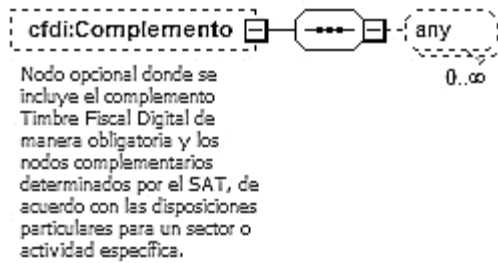 cfdi:Complemento
any
0..∞
Nodo opcional donde se
incluye el complemento
Timbre Fiscal Digital de
manera obligatoria y los
nodos complementarios
determinados por el SAT, de
acuerdo con las disposiciones
particulares para un sector o
actividad específica.